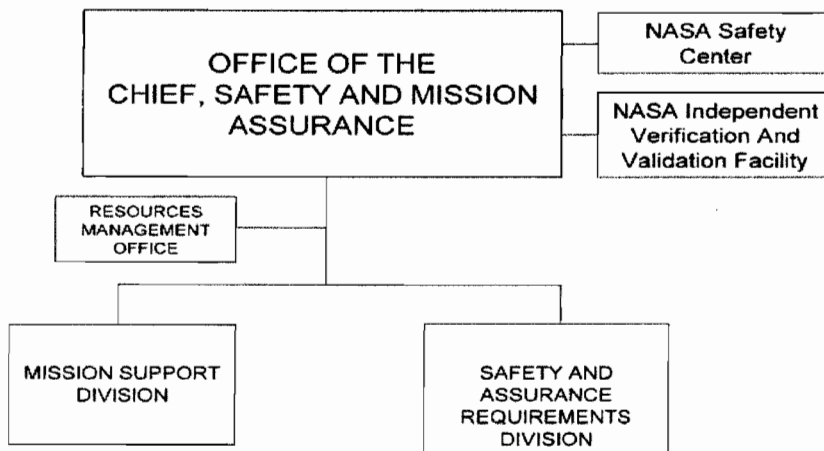 OFFICE OF THE
CHIEF, SAFETY AND MISSION
ASSURANCE
NASA Safety
Center
NASA Independent
Verification And
Validation Facility
RESOURCES
MANAGEMENT
OFFICE
MISSION SUPPORT
DIVISION
SAFETY AND
ASSURANCE
REQUIREMENTS
DIVISION